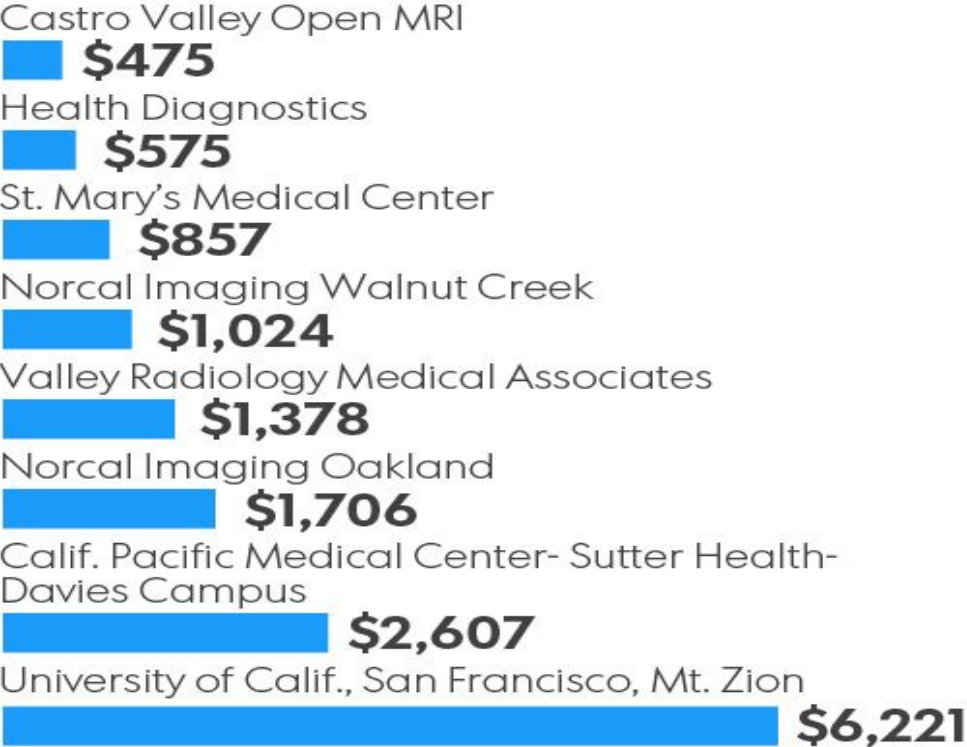 Castro Valley Open MRI
$475
Health Diagnostics
$575
St. Mary’s Medical Center
$857
Norcal Imaging Walnut Creek
$1,024
Valley Radiology Medical Associates
$1,378
Norcal Imaging Oakland
$1,706
Calif. Pacific Medical Center- Sutter Health-
Davies Campus
$2,607
University of Calif., San Francisco, Mt. Zion
$6,221